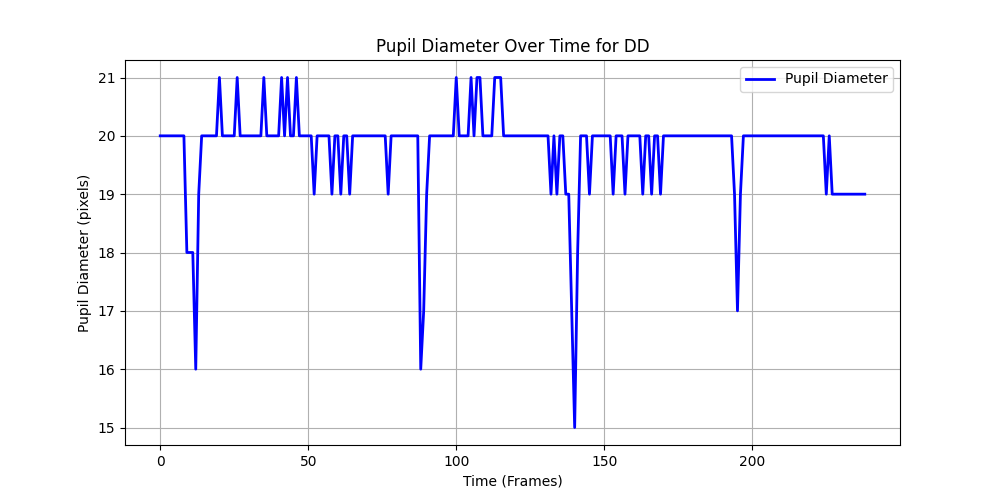 Pupil Diameter Over Time for DD
Pupil Diameter
21
20
19
18
17
16
15
Pupil Diameter (pixels)
0 50 100 150 200
Time (Frames)